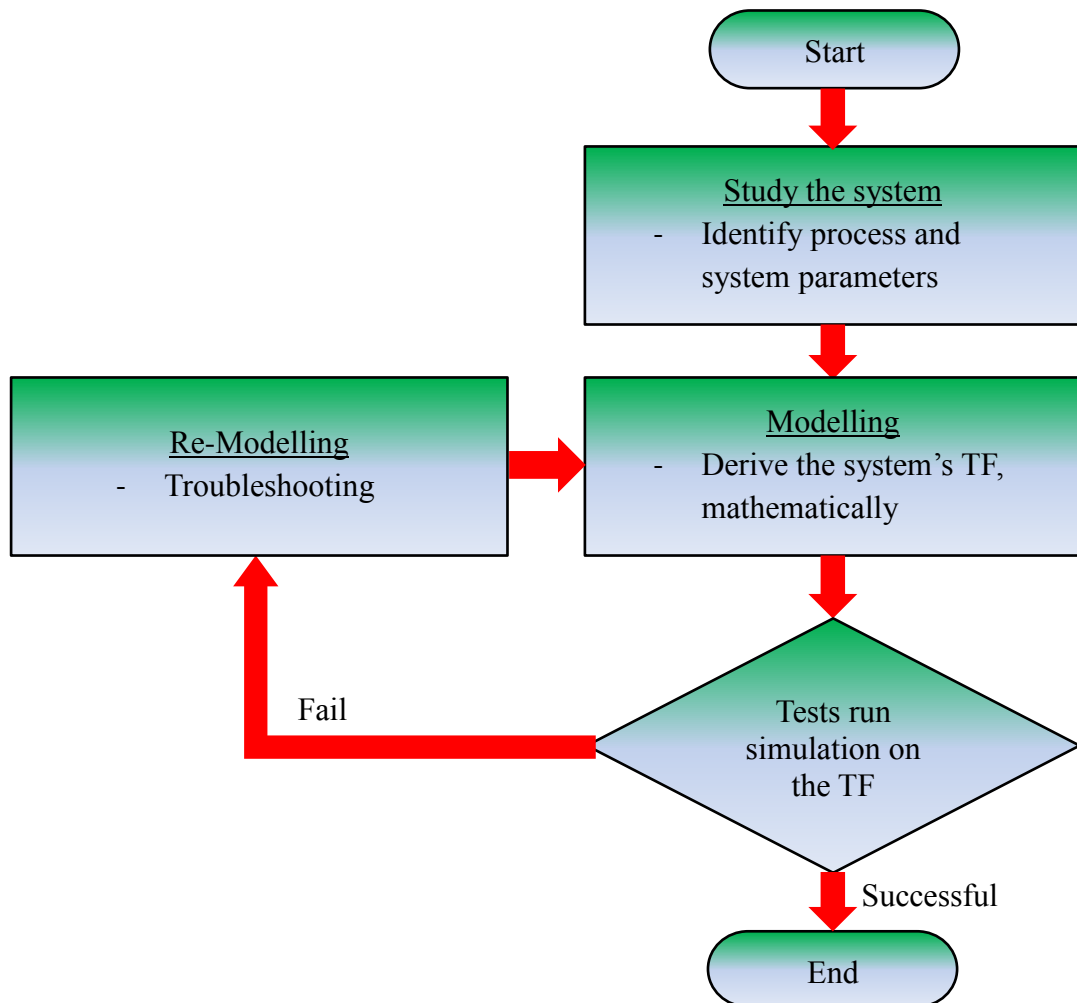 Start
Study the system
- Identify process and
system parameters
Re-Modelling
- Troubleshooting
Modelling
- Derive the system’s TF,
mathematically
Fail
Tests run
simulation on
the TF
Successful
End